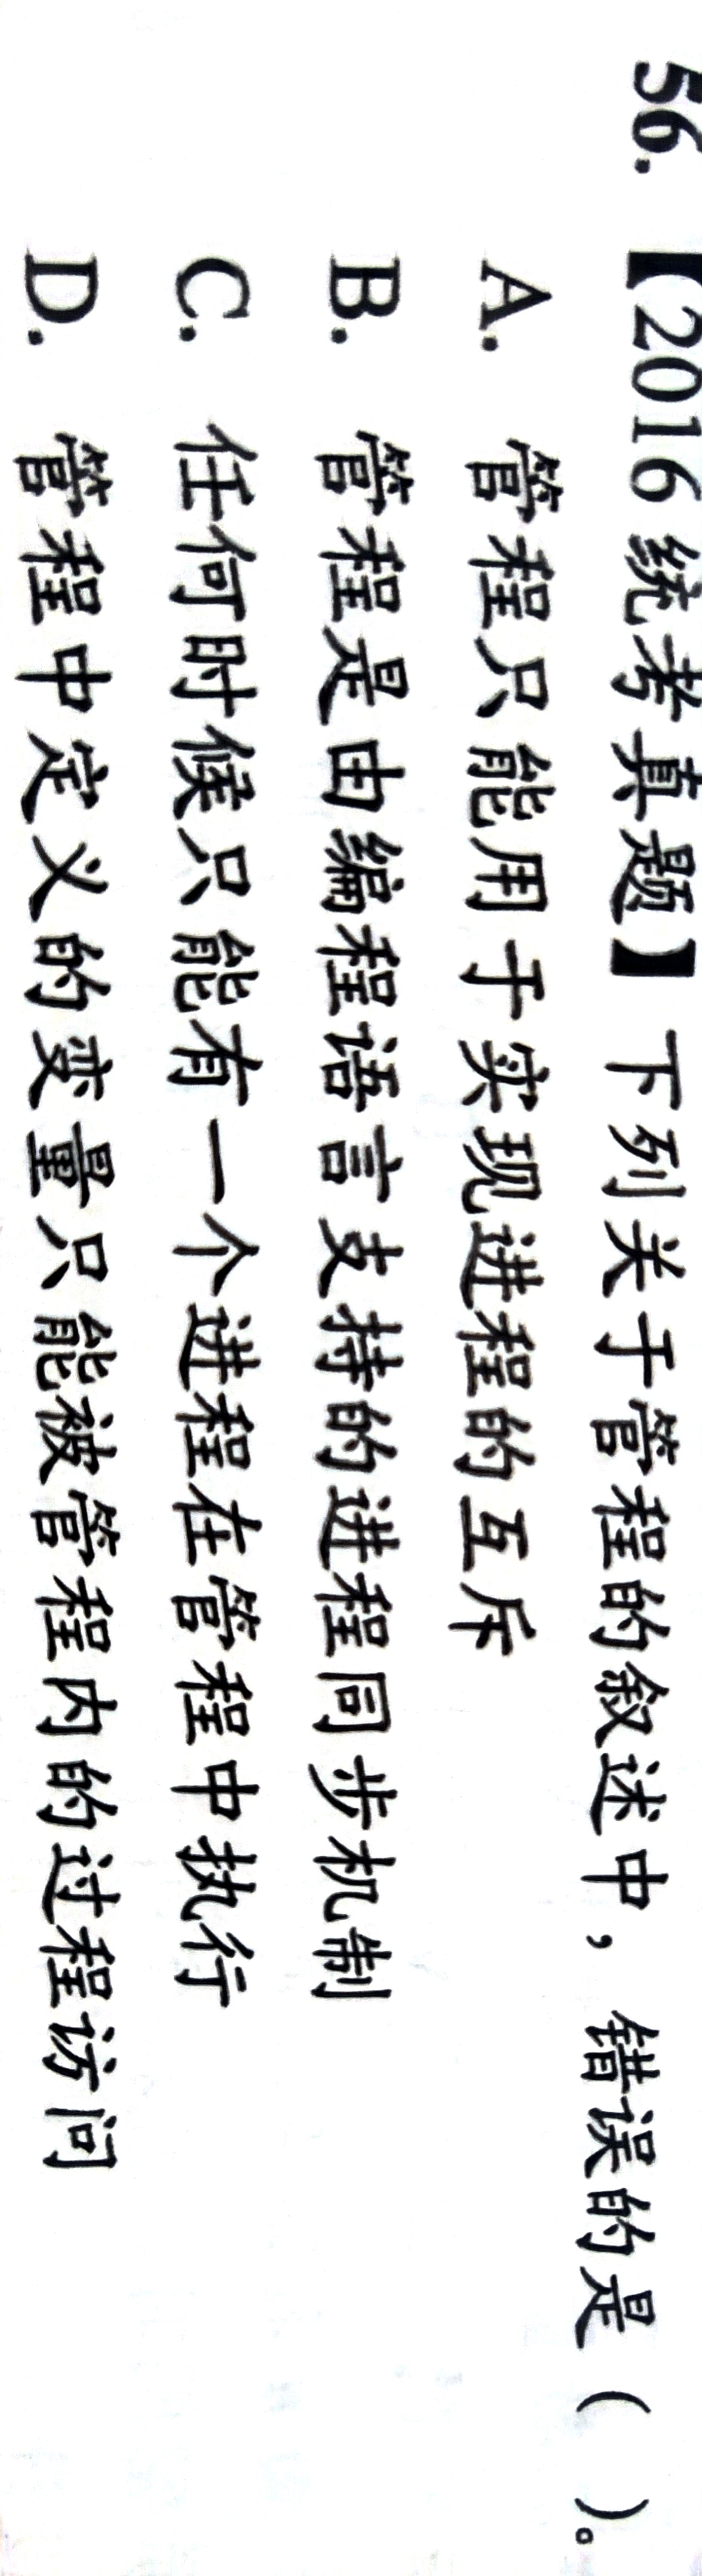 56. 【2016 统考真题】下列关于管程的叙述中，错误的是（ ）。
A. 管程只能用于实现进程的互斥
B. 管程是由编程语言支持的进程同步机制
C. 任何时候只能有一个进程在管程中执行
D. 管程中定义的变量只能被管程内的过程访问